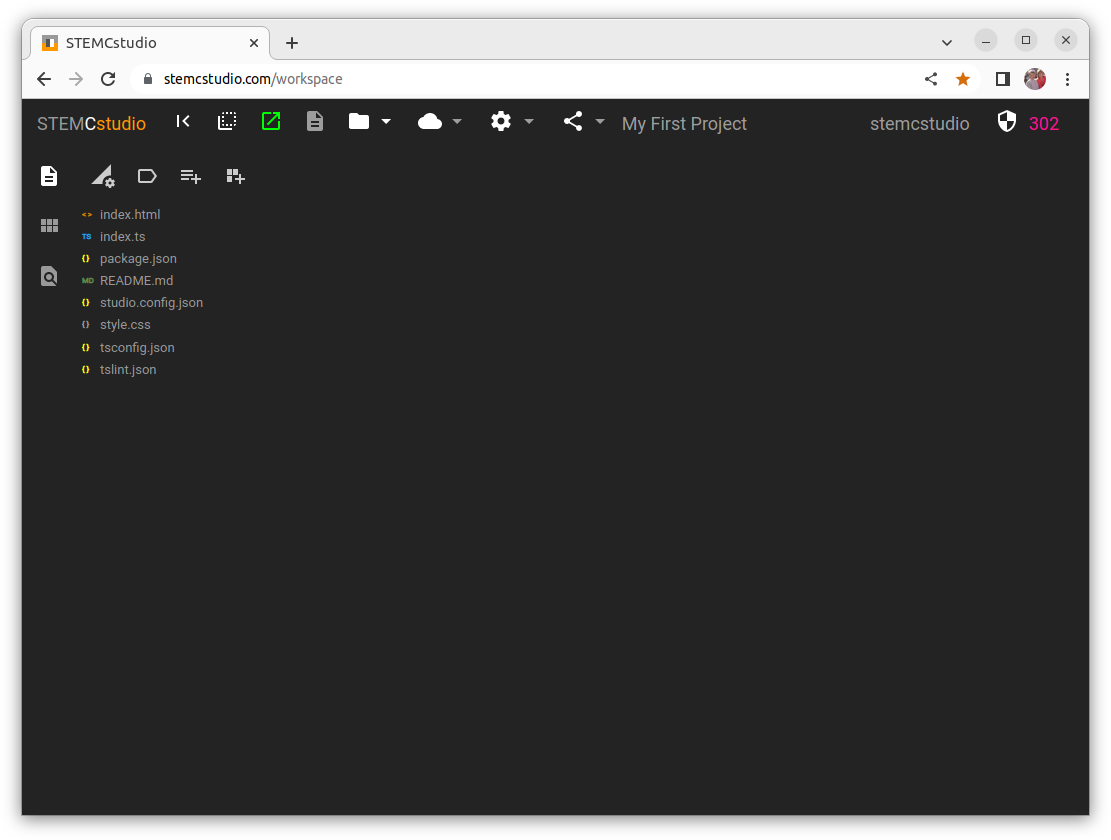 STEMCstudio
stemcstudio.com/workspace
STEMCstudio My First Project stemcstudio 302
<> index.html
TS index.ts
{} package.json
MD README.md
{} studio.config.json
{} style.css
{} tsconfig.json
{} tslint.json